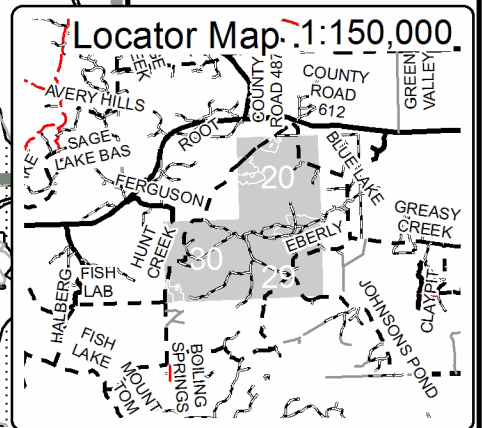 Locator Map 1:150,000
COUNTY
ROAD 487
COUNTY
ROAD
612
GREEN
VALLEY
AVERY HILLS
SAGE
LAKE BAS
ROOT
BLUE LAKE
20
FERGUSON
GREASY
CREEK
HUNT
CREEK
EBERLY
30
29
FISH
LAB
HALBERG
CLAYPIT
JOHNSONS POND
FISH
LAKE
MOUNT
TOM
BOILING
SPRINGS